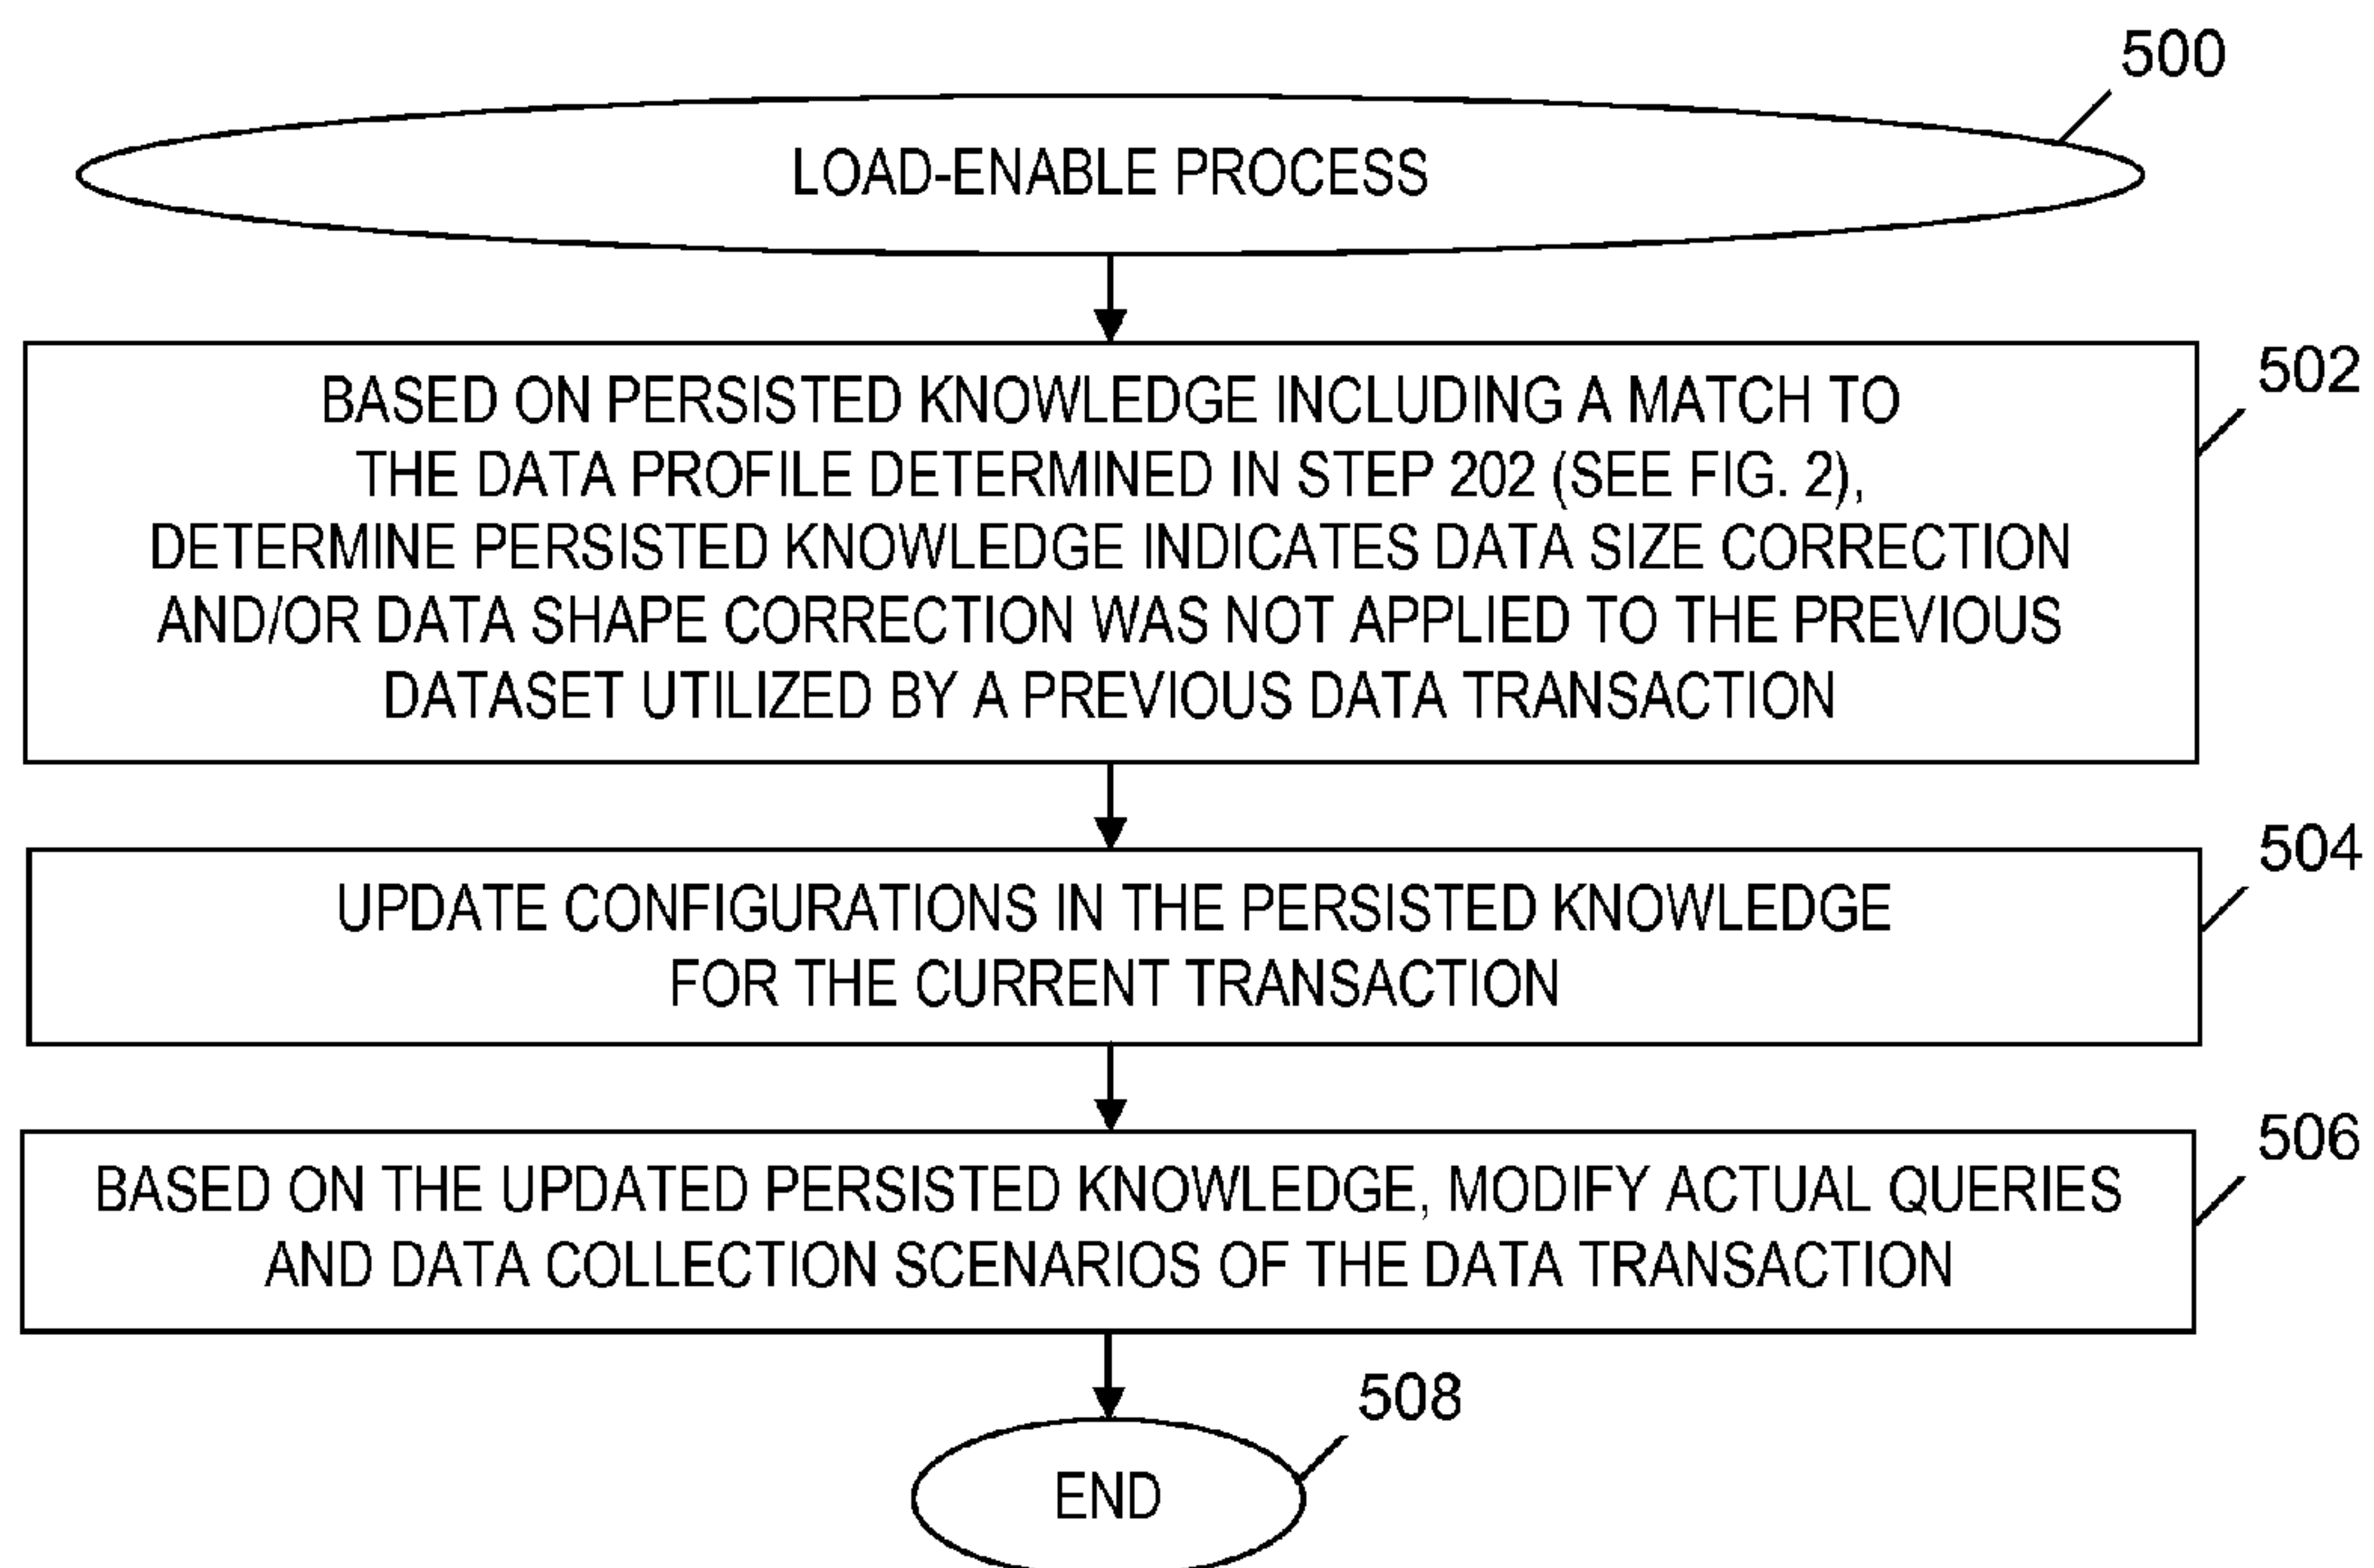 500
LOAD-ENABLE PROCESS
502
BASED ON PERSISTED KNOWLEDGE INCLUDING A MATCH TO
THE DATA PROFILE DETERMINED IN STEP 202 (SEE FIG. 2),
DETERMINE PERSISTED KNOWLEDGE INDICATES DATA SIZE CORRECTION
AND/OR DATA SHAPE CORRECTION WAS NOT APPLIED TO THE PREVIOUS
DATASET UTILIZED BY A PREVIOUS DATA TRANSACTION
504
UPDATE CONFIGURATIONS IN THE PERSISTED KNOWLEDGE
FOR THE CURRENT TRANSACTION
506
BASED ON THE UPDATED PERSISTED KNOWLEDGE, MODIFY ACTUAL QUERIES
AND DATA COLLECTION SCENARIOS OF THE DATA TRANSACTION
508
END